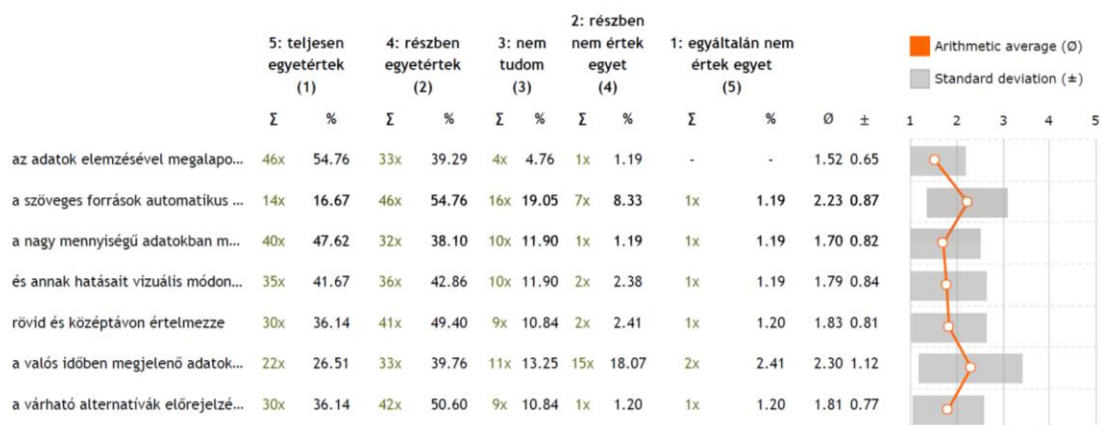 5: teljesen egyetértek (1) 4: részben egyetértek (2) 3: nem tudom (3) 2: részben nem értek egyet (4) 1: egyáltalán nem értek egyet (5)
Σ % Σ % Σ % Σ % Σ % Ø ±
az adatok elemzésével megalapo... 46x 54.76 33x 39.29 4x 4.76 1x 1.19 - - 1.52 0.65
a szöveges források automatikus ... 14x 16.67 46x 54.76 16x 19.05 7x 8.33 1x 1.19 2.23 0.87
a nagy mennyiségű adatokban m... 40x 47.62 32x 38.10 10x 11.90 1x 1.19 1x 1.19 1.70 0.82
és annak hatásait vizuális módon... 35x 41.67 36x 42.86 10x 11.90 2x 2.38 1x 1.19 1.79 0.84
rövid és középtávon értelmezze 30x 36.14 41x 49.40 9x 10.84 2x 2.41 1x 1.20 1.83 0.81
a valós időben megjelenő adatok... 22x 26.51 33x 39.76 11x 13.25 15x 18.07 2x 2.41 2.30 1.12
a várható alternatívák előrejelzé... 30x 36.14 42x 50.60 9x 10.84 1x 1.20 1x 1.20 1.81 0.77
Arithmetic average (Ø)
Standard deviation (±)
1 2 3 4 5